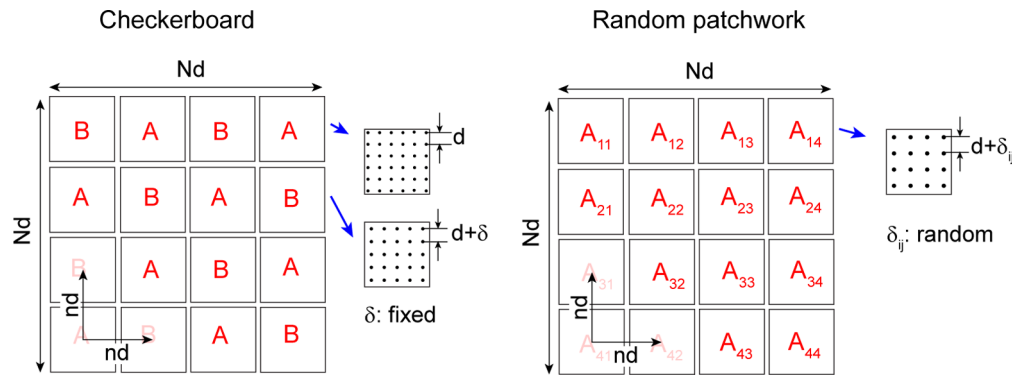 Checkerboard
Random patchwork
Nd
Nd
B A B A
A B A B
B A B A
A B A B
Nd
nd
nd
d
d+δ
δ: fixed
Nd
A₁₁ A₁₂ A₁₃ A₁₄
A₂₁ A₂₂ A₂₃ A₂₄
A₃₁ A₃₂ A₃₃ A₃₄
A₄₁ A₄₂ A₄₃ A₄₄
nd
nd
d+δᵢⱼ
δᵢⱼ: random